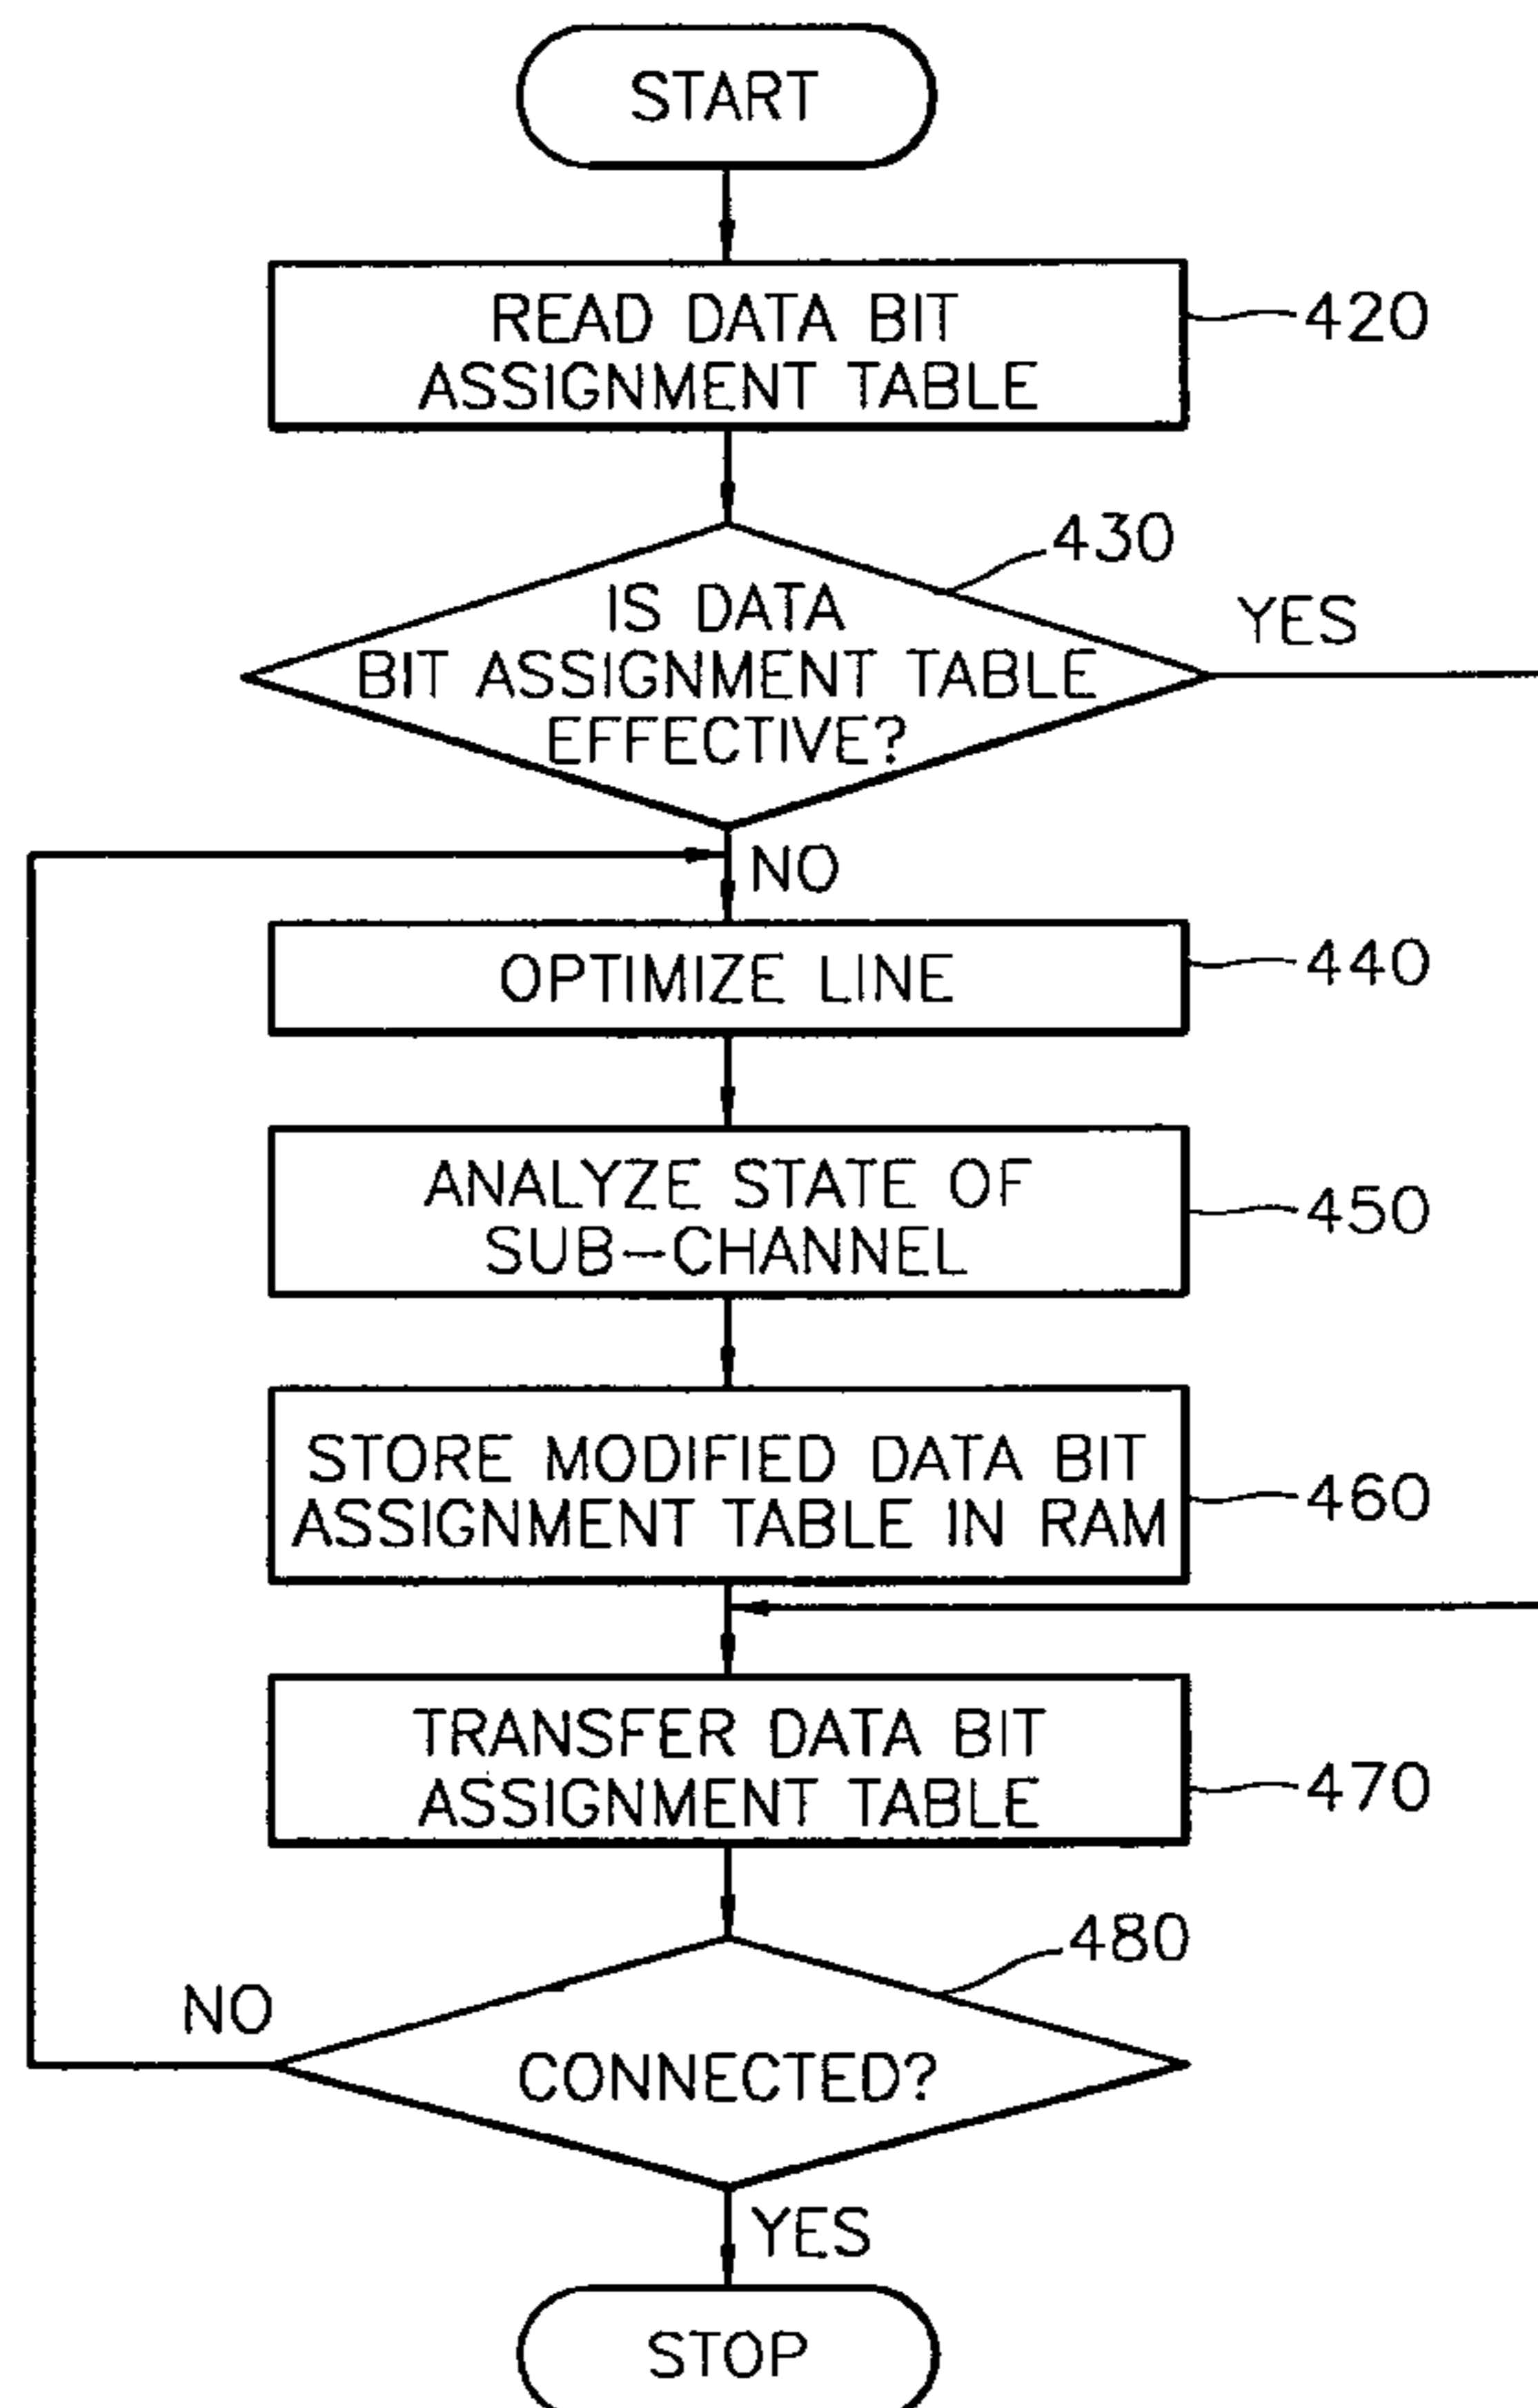 START
READ DATA BIT
ASSIGNMENT TABLE
420
430
IS DATA
BIT ASSIGNMENT TABLE
EFFECTIVE?
YES
NO
OPTIMIZE LINE
440
ANALYZE STATE OF
SUB-CHANNEL
450
STORE MODIFIED DATA BIT
ASSIGNMENT TABLE IN RAM
460
TRANSFER DATA BIT
ASSIGNMENT TABLE
470
480
NO
CONNECTED?
YES
STOP